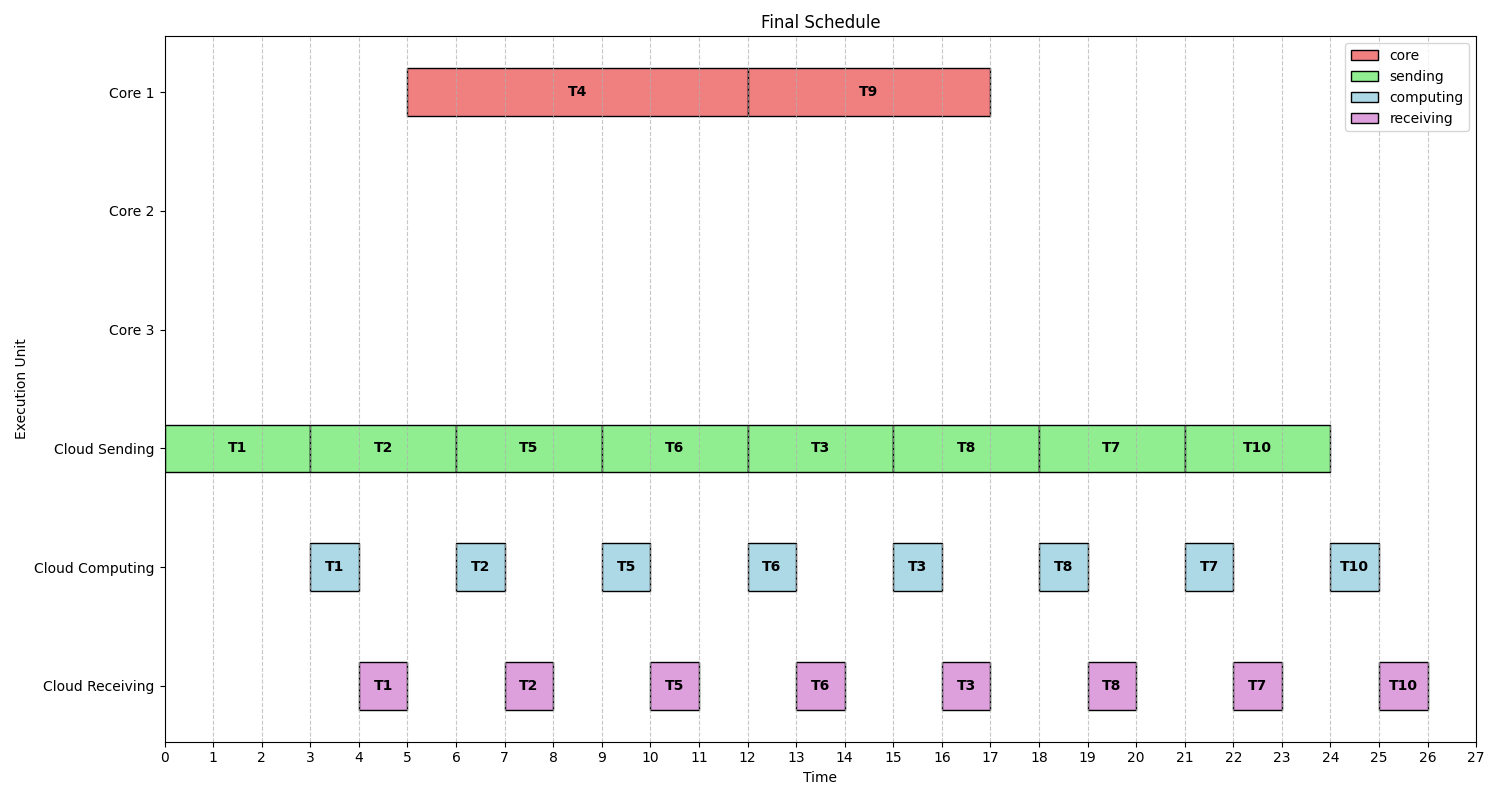 Final Schedule
core
sending
computing
receiving
Core 1
T4 T9
Core 2
Core 3
Execution Unit
Cloud Sending
T1 T2 T5 T6 T3 T8 T7 T10
Cloud Computing
T1 T2 T5 T6 T3 T8 T7 T10
Cloud Receiving
T1 T2 T5 T6 T3 T8 T7 T10
0 1 2 3 4 5 6 7 8 9 10 11 12 13 14 15 16 17 18 19 20 21 22 23 24 25 26 27
Time